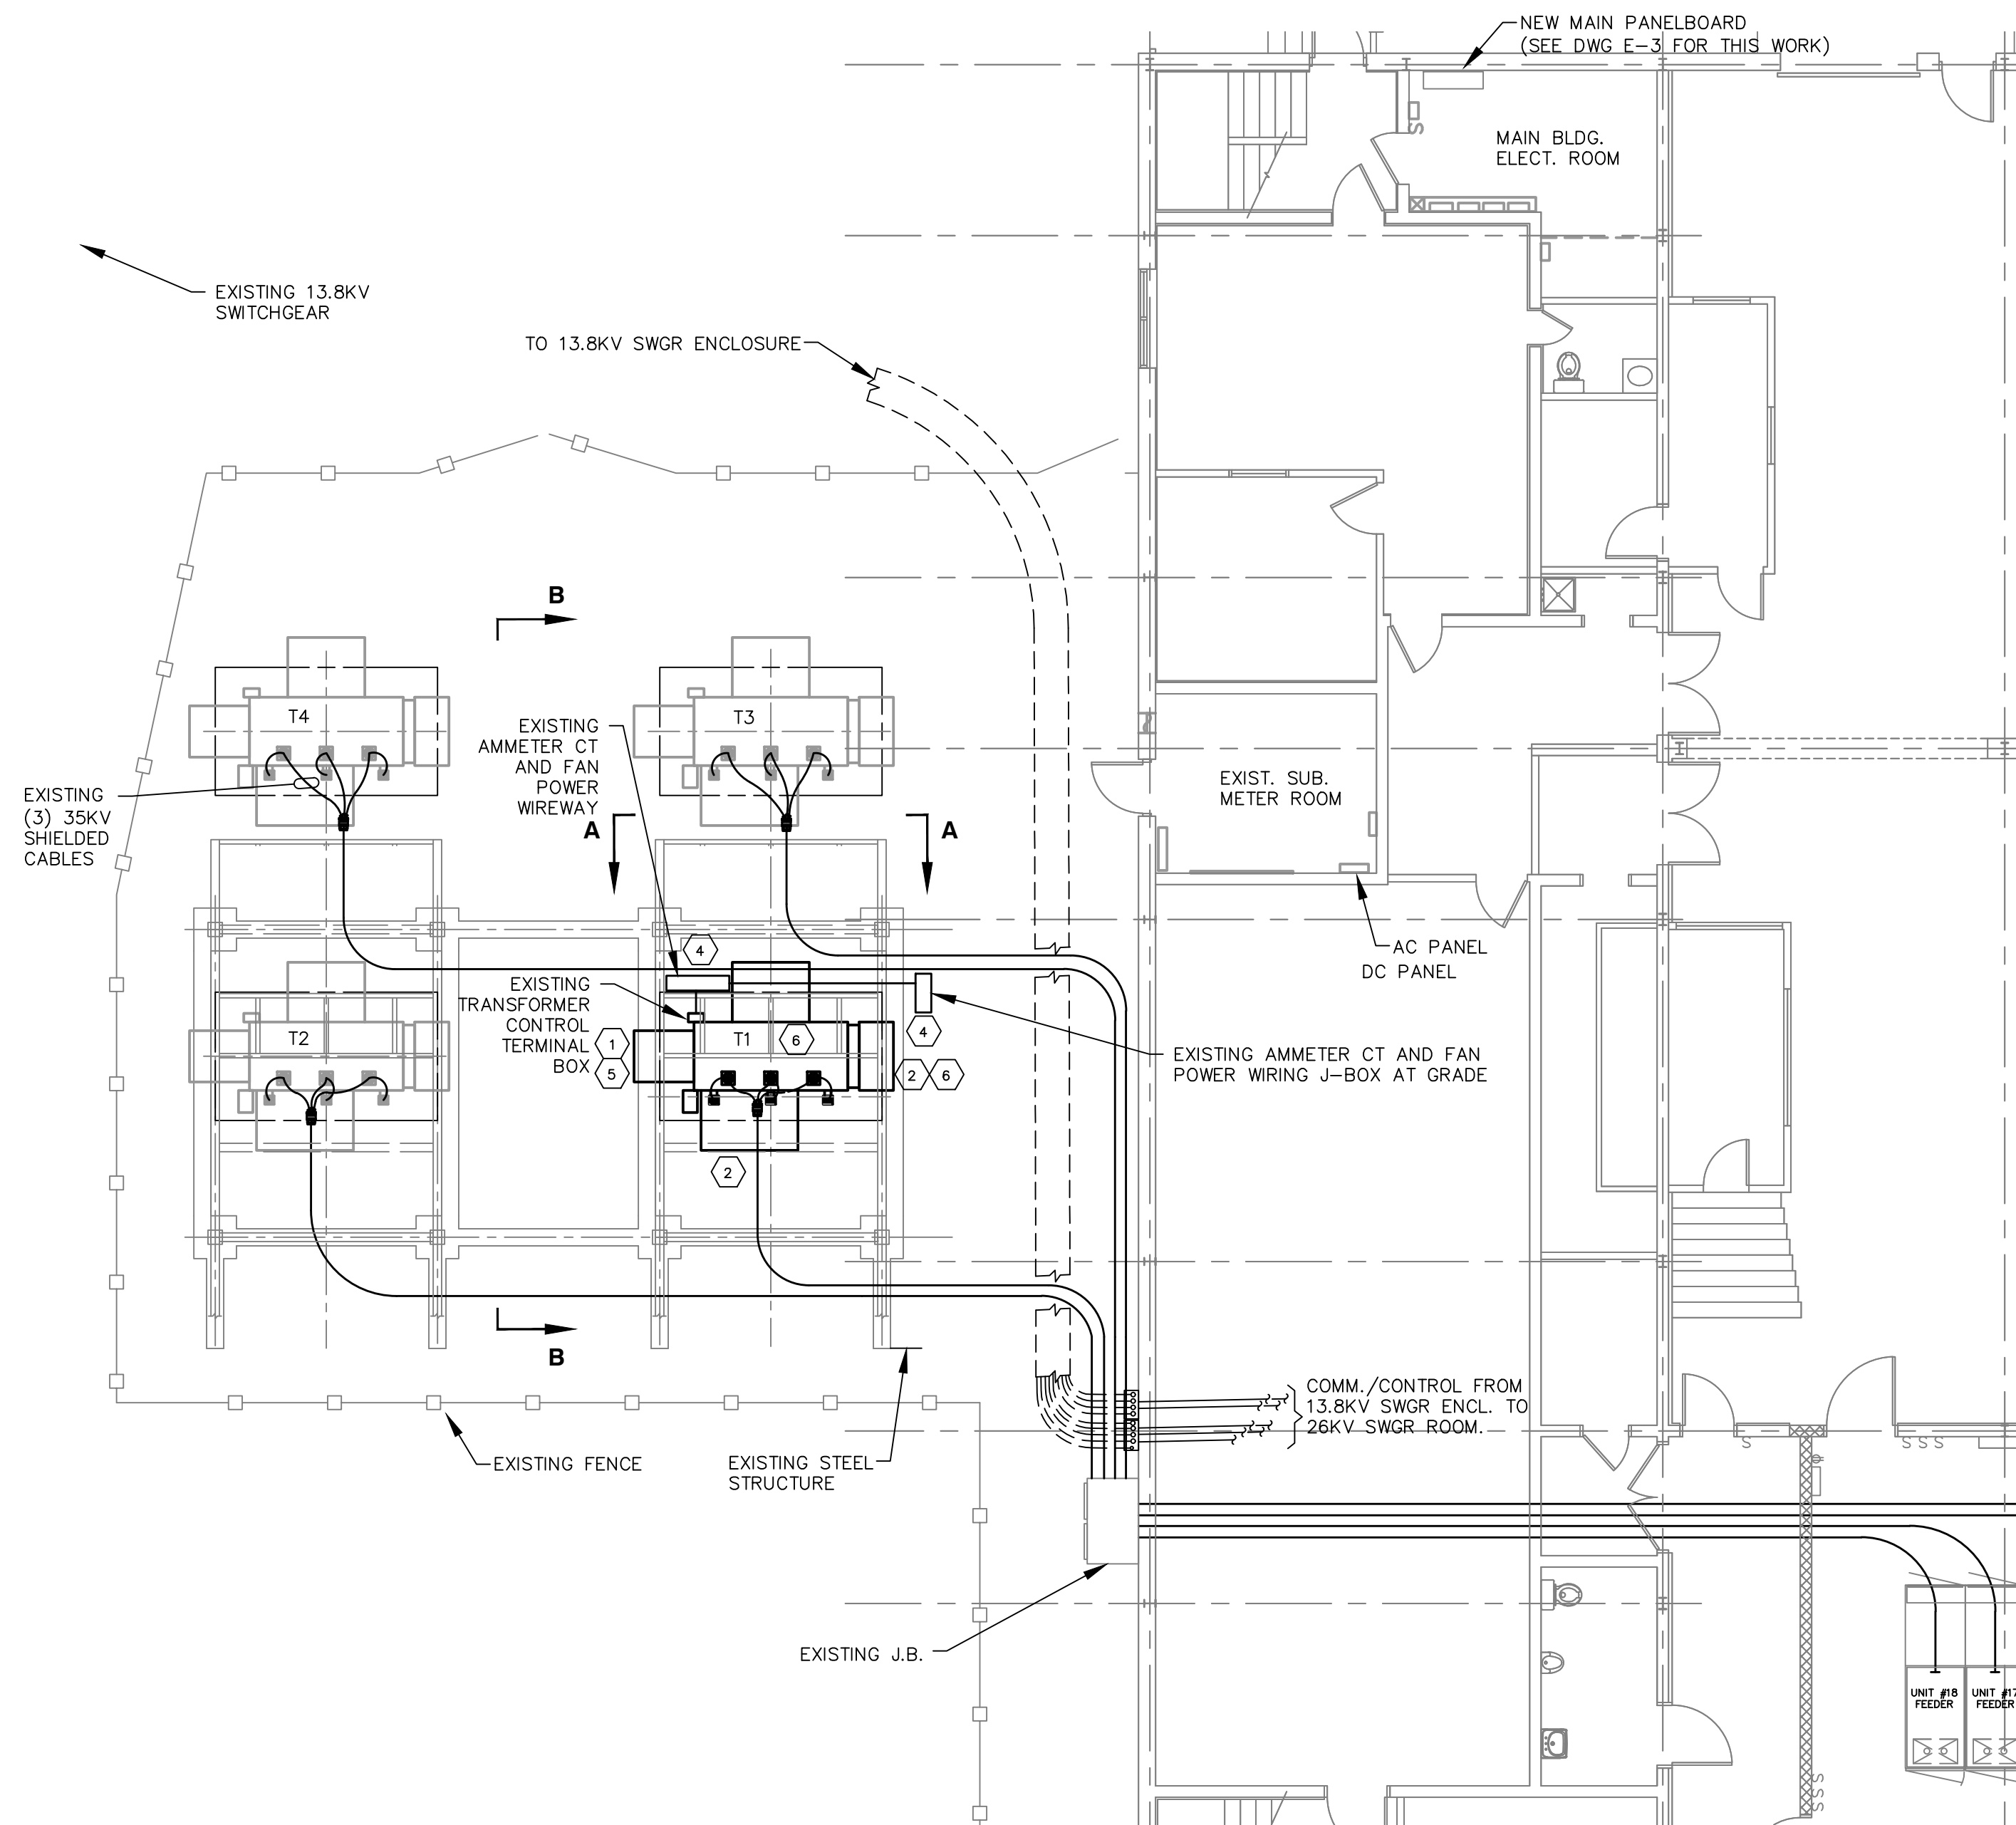 NEW MAIN PANELBOARD
(SEE DWG E-3 FOR THIS WORK)
MAIN BLDG.
ELECT. ROOM
S
EXISTING 13.8KV
SWITCHGEAR
TO 13.8KV SWGR ENCLOSURE
B
T4
T3
EXISTING
AMMETER CT
AND FAN
POWER
WIREWAY
EXISTING
(3) 35KV
SHIELDED
CABLES
A
A
EXIST. SUB.
METER ROOM
AC PANEL
DC PANEL
4
EXISTING
TRANSFORMER
CONTROL
TERMINAL
BOX
T2
1
5
T1
6
4
2
6
EXISTING AMMETER CT AND FAN
POWER WIRING J-BOX AT GRADE
2
B
COMM./CONTROL FROM
13.8KV SWGR ENCL. TO
26KV SWGR ROOM.
EXISTING FENCE
EXISTING STEEL
STRUCTURE
S
S S S
EXISTING J.B.
UNIT #18
FEEDER
UNIT #17
FEEDER
S
S
S